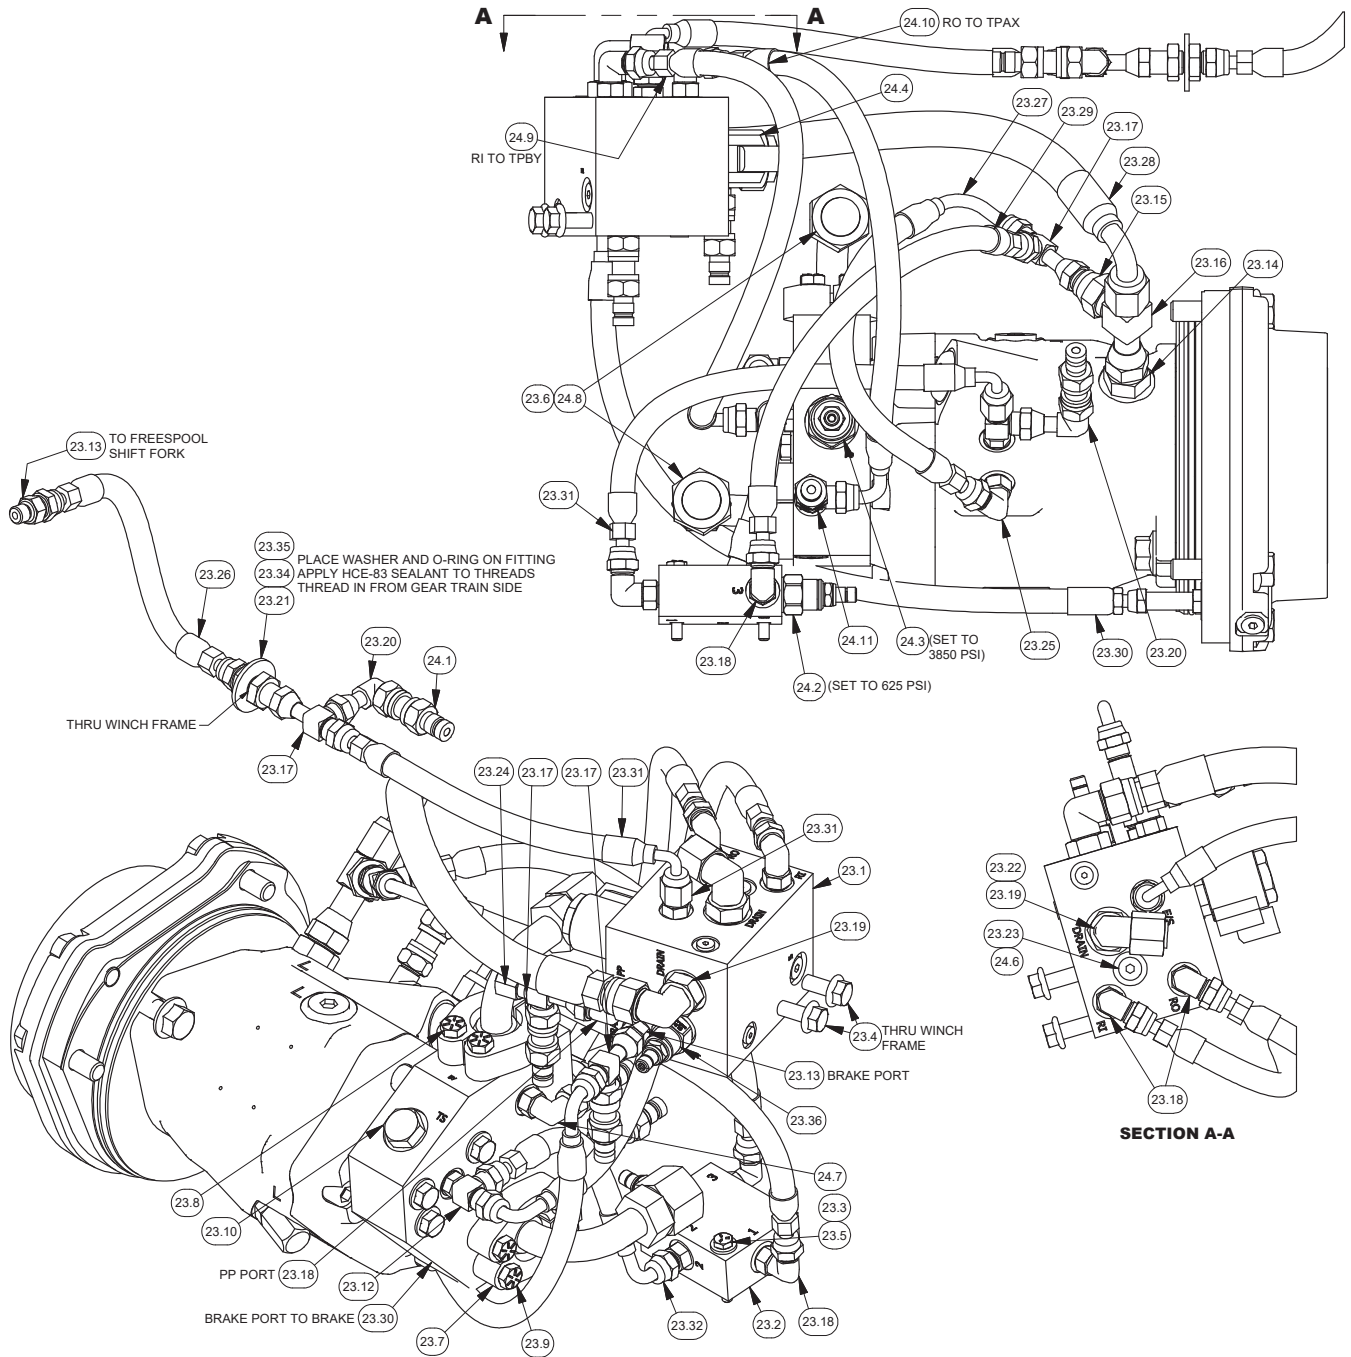 A
A
24.10 RO TO TPAX
24.4
23.27
23.29
23.17
24.9
RI TO TPBY
23.28
23.15
23.16
23.14
23.6
24.8
23.13 TO FREESPOOL
SHIFT FORK
23.31
23.35
23.34
23.21
PLACE WASHER AND O-RING ON FITTING
APPLY HCE-83 SEALANT TO THREADS
THREAD IN FROM GEAR TRAIN SIDE
23.26
3
23.20
24.1
23.18
24.11
24.3 (SET TO
3850 PSI)
23.25
23.30
23.20
24.2 (SET TO 625 PSI)
THRU WINCH FRAME
23.17
23.24
23.17
23.17
23.31
23.31
23.1
23.22
23.19
23.23
24.6
DRAIN
F/S
RO
RI
DRAIN
PP
DRAIN
23.19
L
L
23.4 THRU WINCH
FRAME
23.13 BRAKE PORT
23.36
23.18
SECTION A-A
TS
L
3
1
2
24.7
23.3
23.5
23.8
23.10
PP PORT 23.18
23.12
BRAKE PORT TO BRAKE 23.30
23.7
23.9
23.32
23.2
23.18